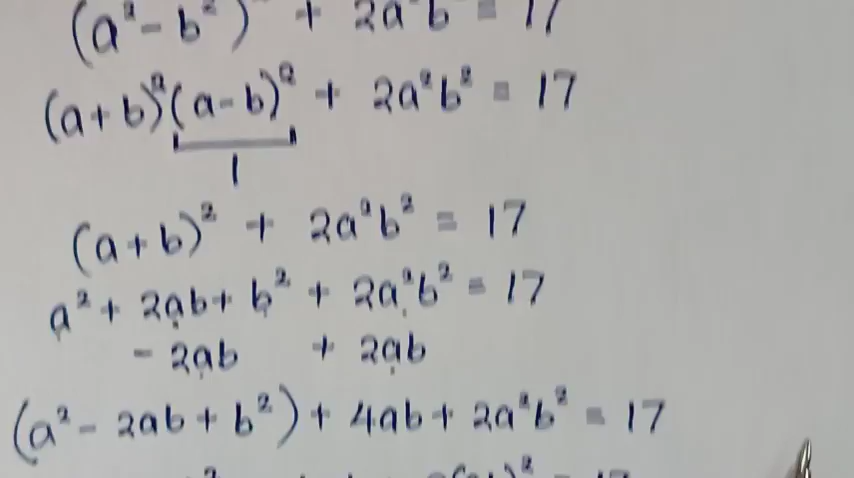 (a²-b²)² + 2a²b² = 17
(a+b)²(a-b)² + 2a²b² = 17
1
(a+b)² + 2a²b² = 17
a² + 2ab + b² + 2a²b² = 17
- 2ab + 2ab
(a² - 2ab + b²) + 4ab + 2a²b² = 17